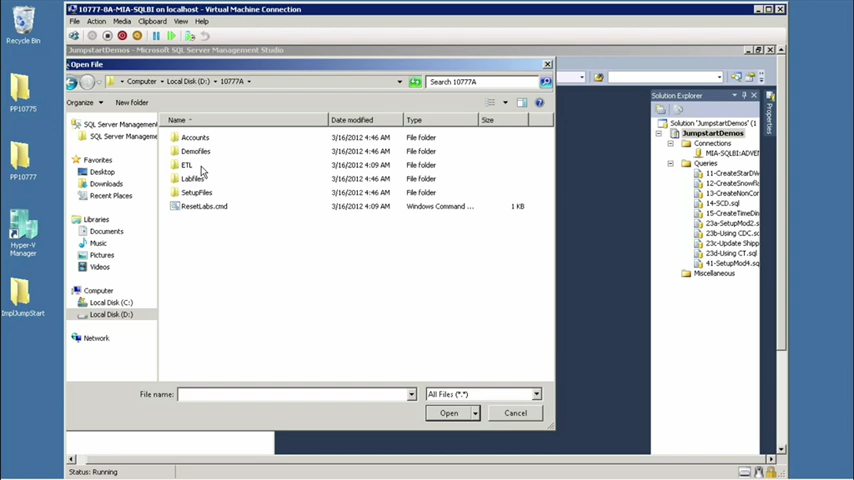 10777-8A-MIA-SQLBI on localhost - Virtual Machine Connection
File Action Media Clipboard View Help
JumpstartDemos - Microsoft SQL Server Management Studio
Open File
Computer Local Disk (D:) 10777A
Search 10777A
Organize New folder
SQL Server Managemen
SQL Server Manageme
Favorites
Desktop
Downloads
Recent Places
Libraries
Documents
Music
Pictures
Videos
Computer
Local Disk (C:)
Local Disk (D:)
Network
Name Date modified Type Size
Accounts 3/16/2012 4:46 AM File folder
Demofiles 3/16/2012 4:46 AM File folder
ETL 3/16/2012 4:09 AM File folder
Labfiles 3/16/2012 4:46 AM File folder
SetupFiles 3/16/2012 4:46 AM File folder
ResetLabs.cmd 3/16/2012 4:09 AM Windows Command ... 1 KB
File name:
All Files (*.*)
Open Cancel
Solution Explorer
Solution 'JumpstartDemos'
JumpstartDemos
Connections
MIA-SQLBI:ADVEN
Queries
11-CreateStarDW
12-CreateSnowfla
13-CreateNonCor
14-SCD.sql
15-CreateTimeDir
23a-SetupMod2.s
23b-Using CDC.sq
23c-Update Shipp
23d-Using CT.sql
41-SetupMod4.sq
Miscellaneous
Properties
Recycle Bin
PP10775
PP10777
Hyper-V
Manager
ImplJumpStart
Status: Running